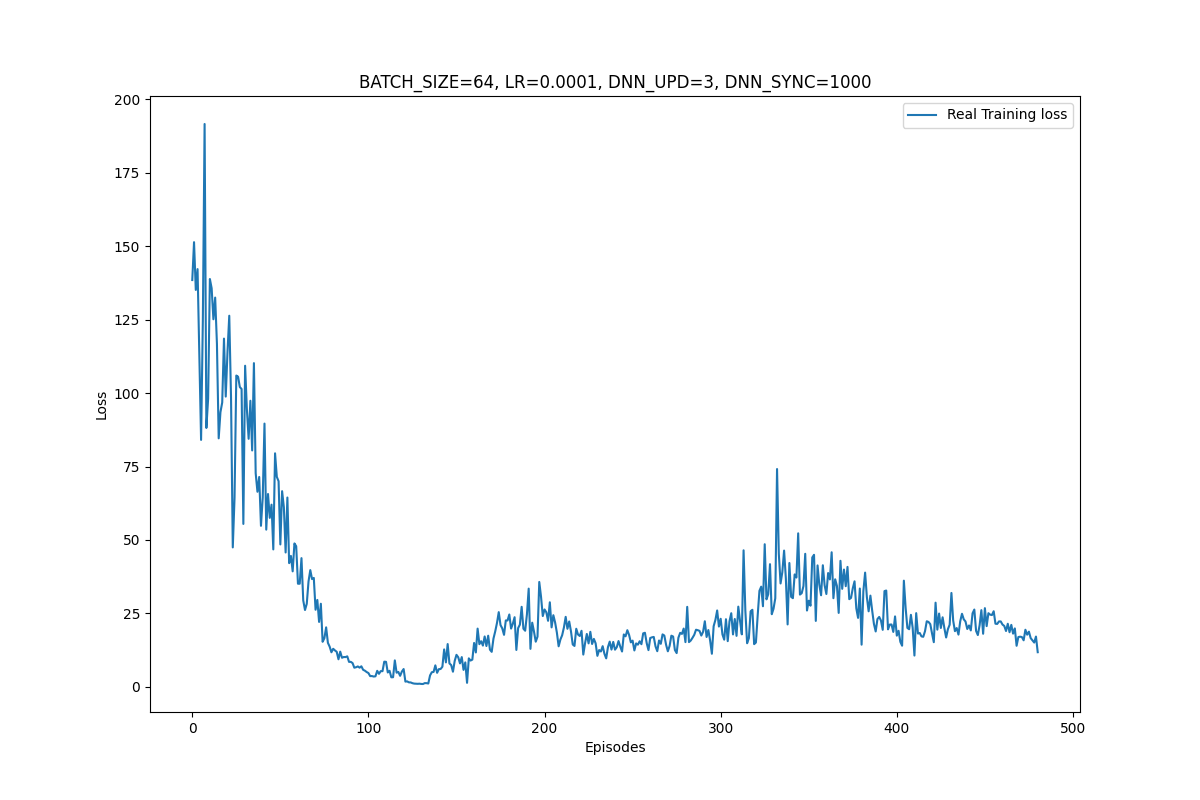 BATCH_SIZE=64, LR=0.0001, DNN_UPD=3, DNN_SYNC=1000
Real Training loss
200
175
150
125
100
75
50
25
0
Loss
0 100 200 300 400 500
Episodes